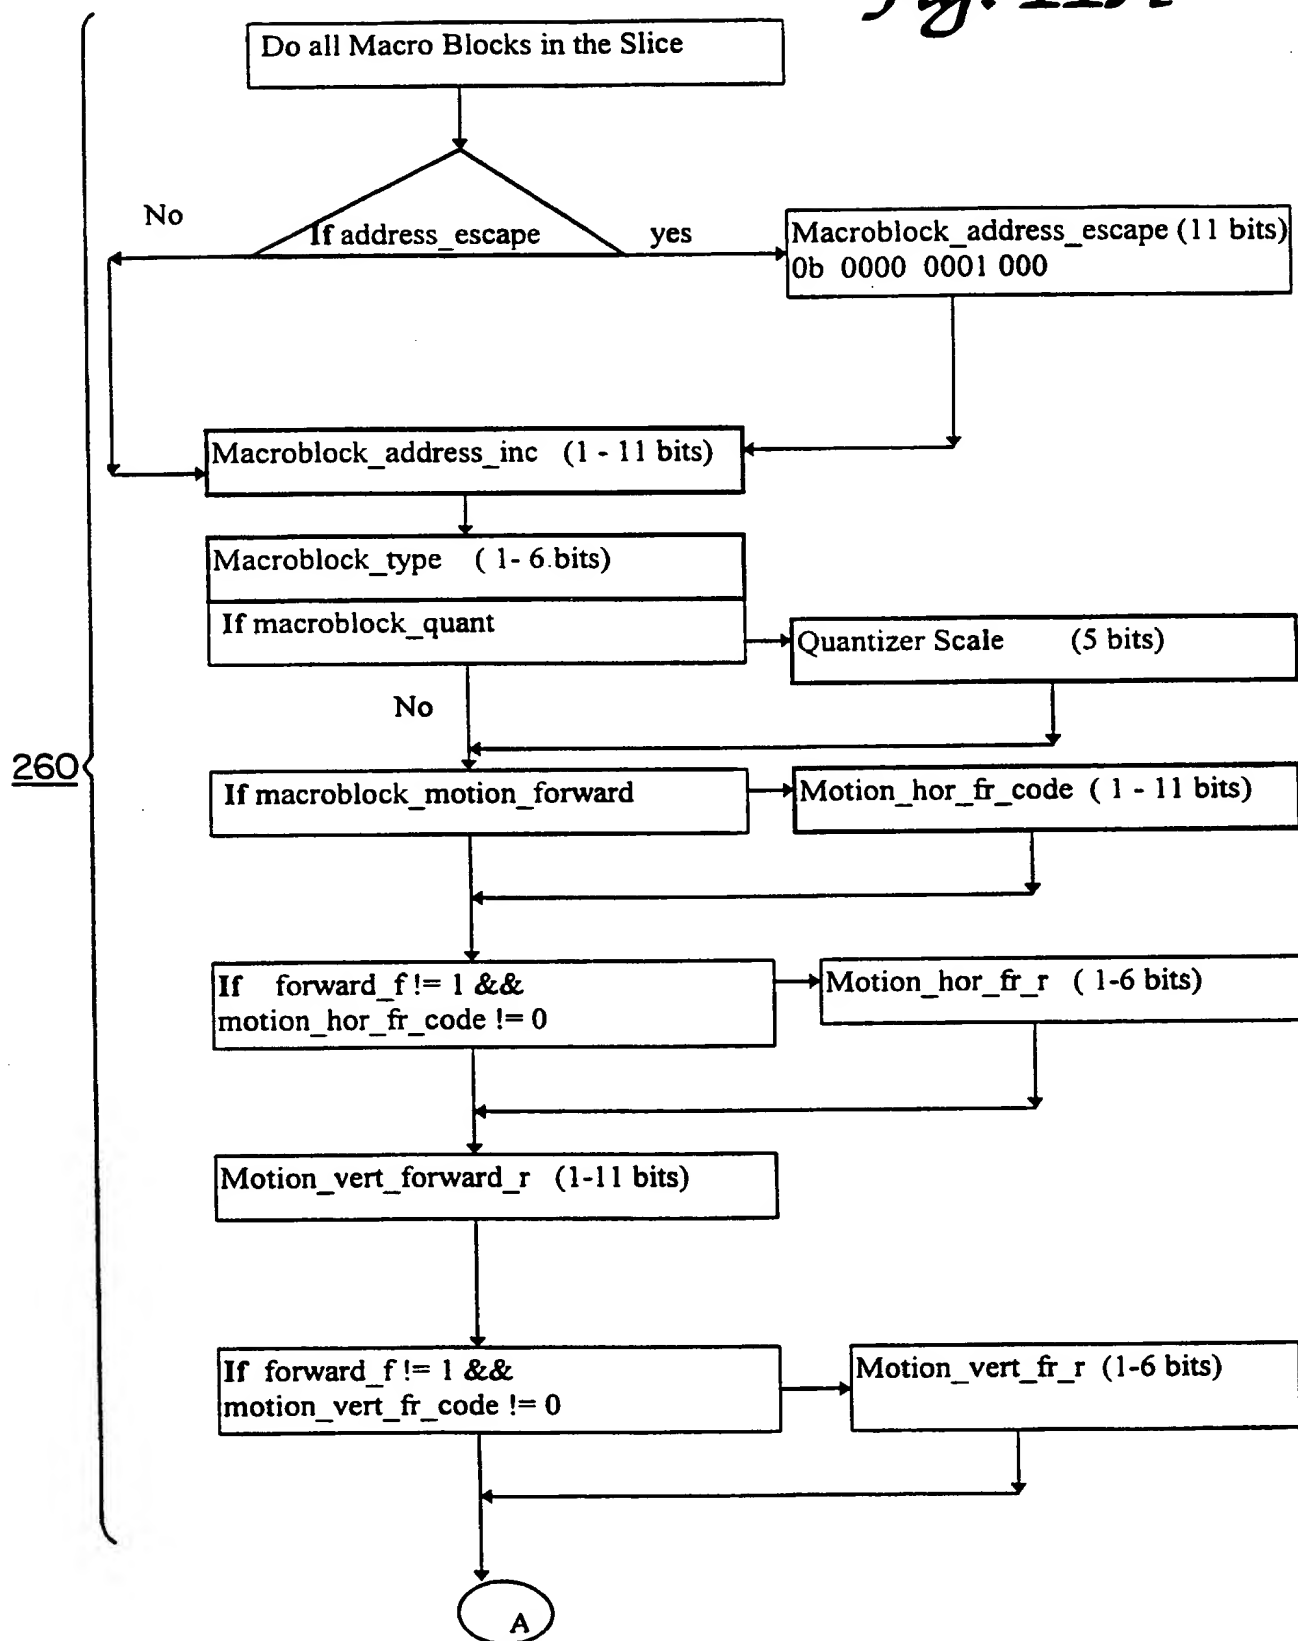 Fig. 11A
Do all Macro Blocks in the Slice
No
If address_escape
yes
Macroblock_address_escape (11 bits)
0b 0000 0001 000
Macroblock_address_inc (1 - 11 bits)
Macroblock_type ( 1- 6 bits)
If macroblock_quant
Quantizer Scale (5 bits)
No
260
If macroblock_motion_forward
Motion_hor_fr_code ( 1 - 11 bits)
If forward_f != 1 &&
motion_hor_fr_code != 0
Motion_hor_fr_r ( 1-6 bits)
Motion_vert_forward_r (1-11 bits)
If forward_f != 1 &&
motion_vert_fr_code != 0
Motion_vert_fr_r (1-6 bits)
A